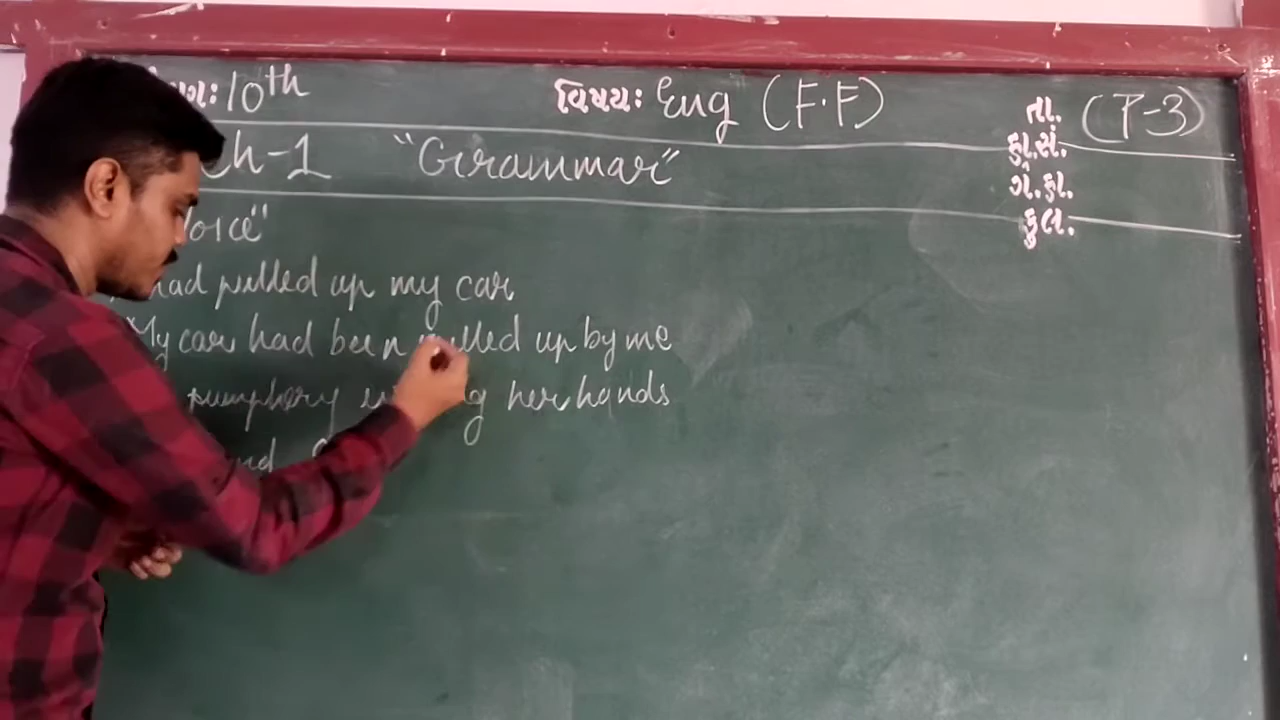 10th વિષય: Eng (F.F) તા. (P-3)
ફા.સં.
Ch-1 "Grammar"
ગે.હા.
કુલ.
Voice"
had pulled up my car
My car had been pulled up by me
her hands